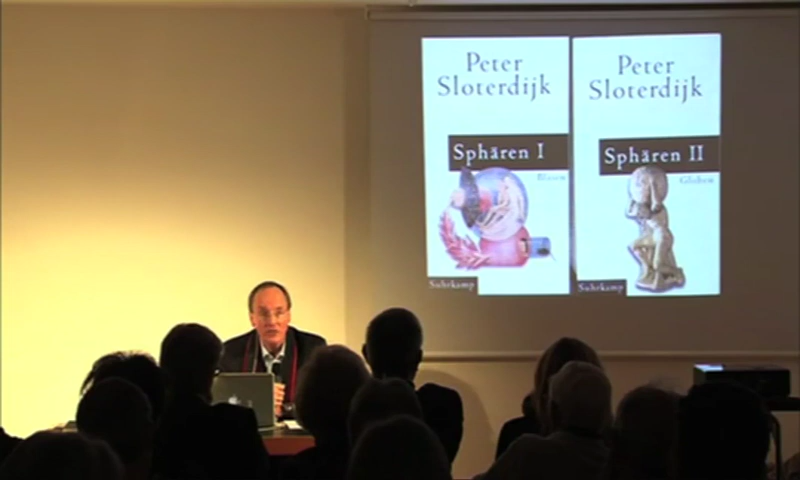 Peter
Sloterdijk
Sphären I
Blasen
Suhrkamp
Peter
Sloterdijk
Sphären II
Globen
Suhrkamp